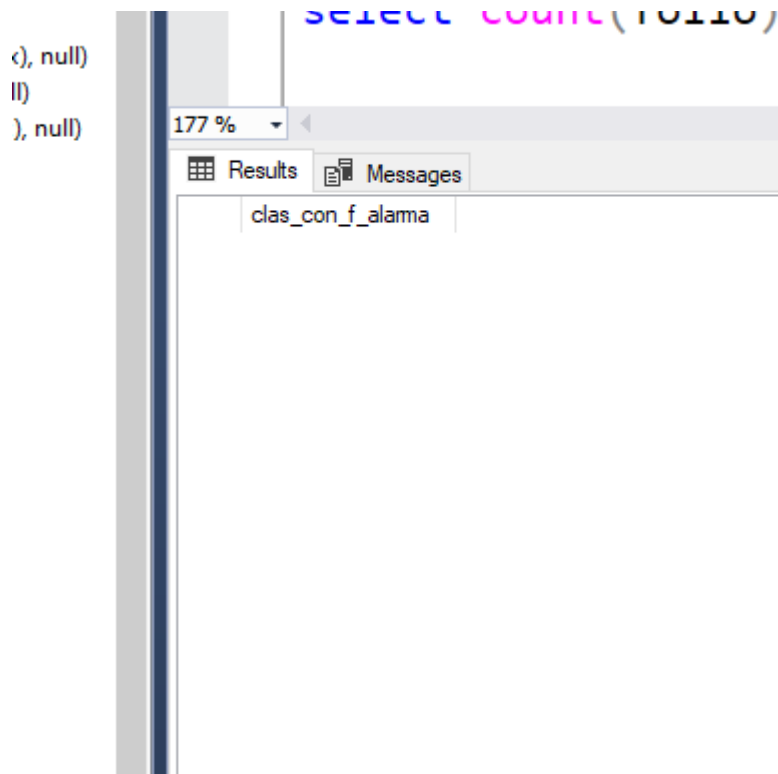 ), null)
ll)
), null)
select count(folio)
177 %
Results
Messages
clas_con_f_alarma